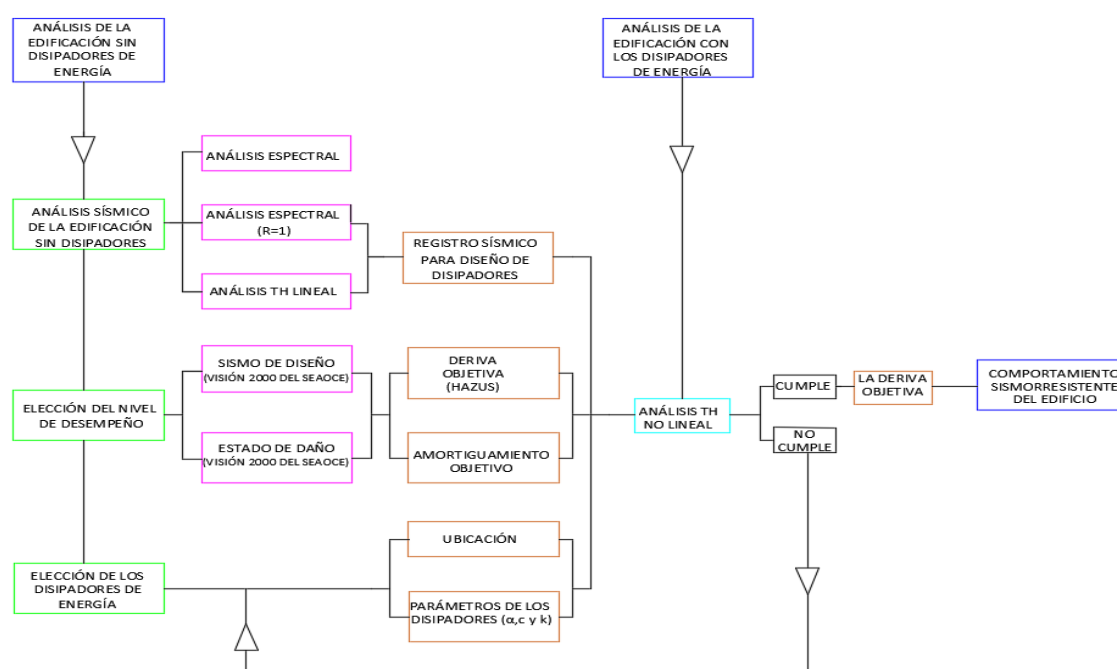 ANÁLISIS DE LA
EDIFICACIÓN SIN
DISIPADORES DE
ENERGÍA
ANÁLISIS DE LA
EDIFICACIÓN CON
LOS DISIPADORES
DE ENERGÍA
ANÁLISIS ESPECTRAL
ANÁLISIS SÍSMICO
DE LA EDIFICACIÓN
SIN DISIPADORES
ANÁLISIS ESPECTRAL
(R=1)
ANÁLISIS TH LINEAL
REGISTRO SÍSMICO
PARA DISEÑO DE
DISIPADORES
SISMO DE DISEÑO
(VISIÓN 2000 DEL SEAOCE)
DERIVA
OBJETIVA
(HAZUS)
ELECCIÓN DEL NIVEL
DE DESEMPEÑO
ESTADO DE DAÑO
(VISIÓN 2000 DEL SEAOCE)
AMORTIGUAMIENTO
OBJETIVO
ANÁLISIS TH
NO LINEAL
CUMPLE
NO
CUMPLE
LA DERIVA
OBJETIVA
COMPORTAMIENTO
SISMORRESISTENTE
DEL EDIFICIO
ELECCIÓN DE LOS
DISIPADORES DE
ENERGÍA
UBICACIÓN
PARÁMETROS DE LOS
DISIPADORES (α,c y k)